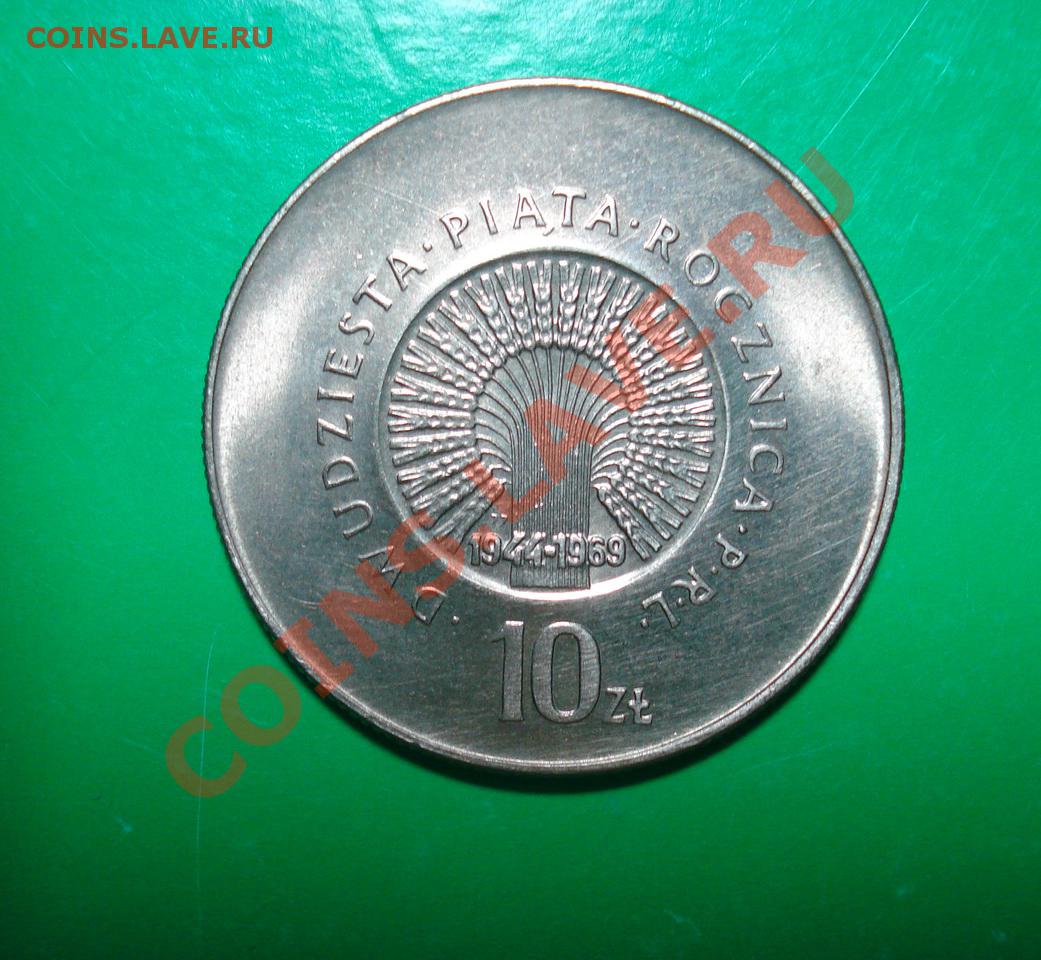 COINS.LAVE.RU
DWUDZIESTA·PIĄTA·ROCZNICA·P·R·L·
1944-1969
10 ZŁ
COINS.LAVE.RU